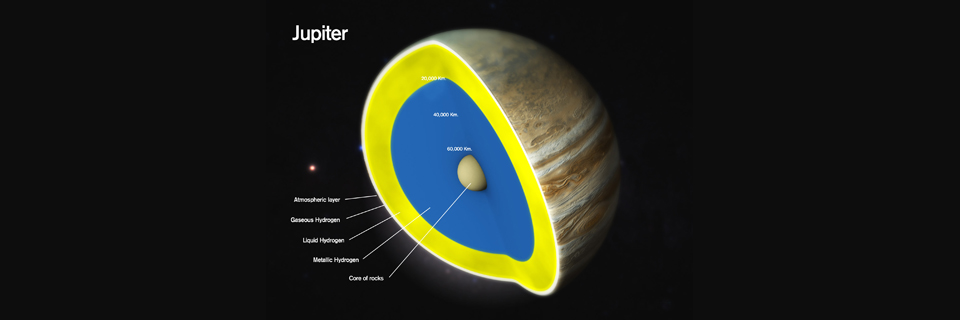 Jupiter
50,000 Km.
40,000 Km.
60,000 Km.
Atmospheric layer
Gaseous Hydrogen
Liquid Hydrogen
Metallic Hydrogen
Core of rocks